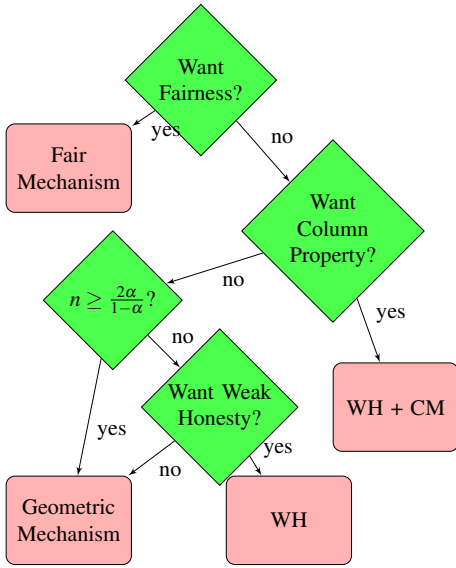 Want
Fairness?
yes
no
Fair
Mechanism
Want
Column
Property?
no
yes
n ≥ 2α/1−α?
no
Want Weak
Honesty?
WH + CM
yes
yes
no
Geometric
Mechanism
WH